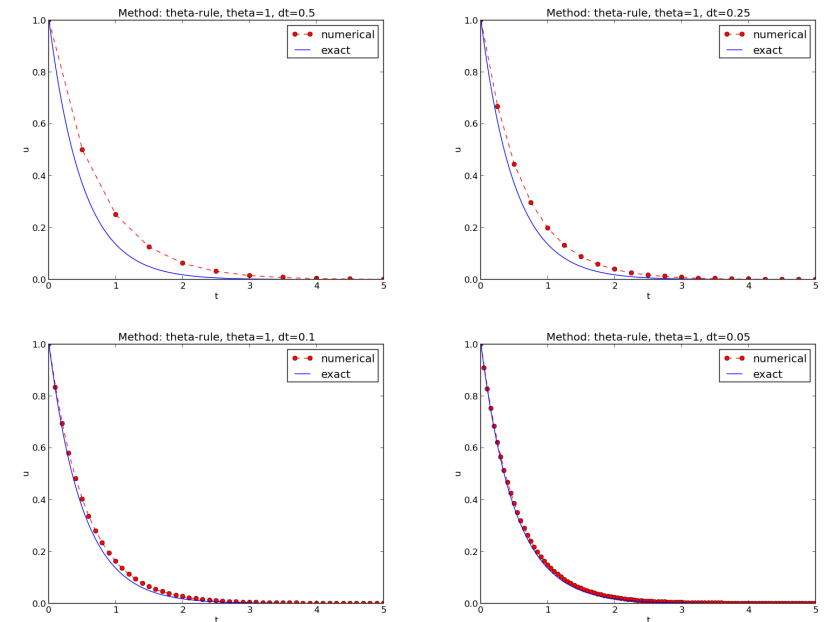 Method: theta-rule, theta=1, dt=0.5
numerical
exact
1.0
0.8
0.6
0.4
0.2
0.0
u
0 1 2 3 4 5
t
Method: theta-rule, theta=1, dt=0.25
numerical
exact
1.0
0.8
0.6
0.4
0.2
0.0
u
0 1 2 3 4 5
t
Method: theta-rule, theta=1, dt=0.1
numerical
exact
1.0
0.8
0.6
0.4
0.2
0.0
u
0 1 2 3 4 5
t
Method: theta-rule, theta=1, dt=0.05
numerical
exact
1.0
0.8
0.6
0.4
0.2
0.0
u
0 1 2 3 4 5
t